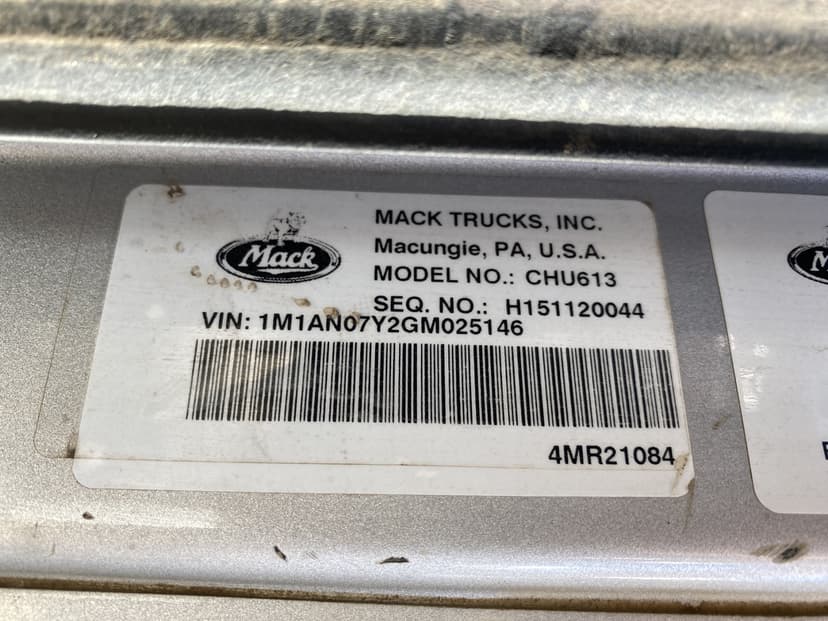 Mack
MACK TRUCKS, INC.
Macungie, PA, U.S.A.
MODEL NO.: CHU613
SEQ. NO.: H151120044
VIN: 1M1AN07Y2GM025146
4MR21084